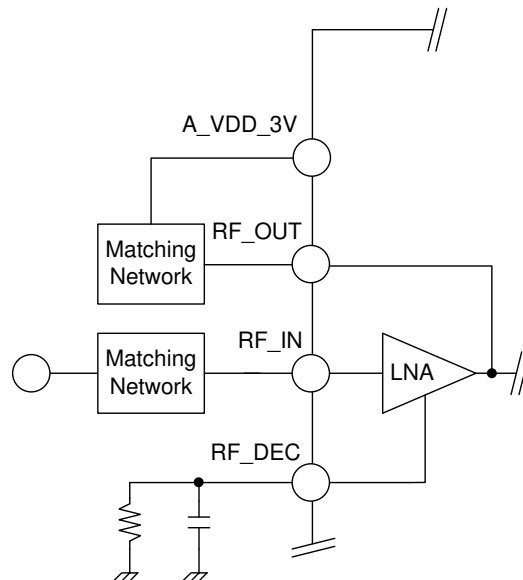 A_VDD_3V
RF_OUT
Matching
Network
RF_IN
Matching
Network
LNA
RF_DEC